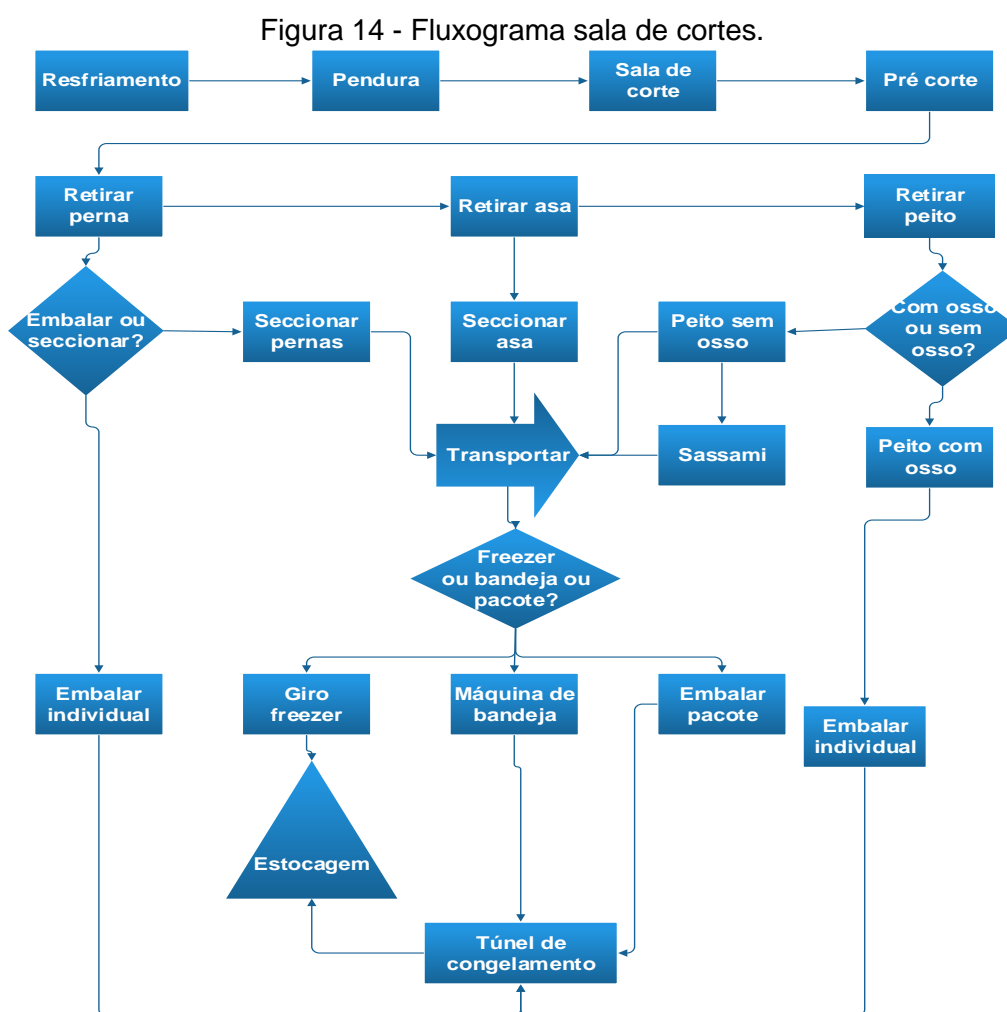 Figura 14 - Fluxograma sala de cortes.
Resfriamento
Pendura
Sala de
corte
Pré corte
Retirar
perna
Retirar asa
Retirar
peito
Embalar ou
seccionar?
Seccionar
pernas
Seccionar
asa
Peito sem
osso
Com osso
ou sem
osso?
Transportar
Sassami
Peito com
osso
Freezer
ou bandeja ou
pacote?
Embalar
individual
Giro
freezer
Máquina de
bandeja
Embalar
pacote
Embalar
individual
Estocagem
Túnel de
congelamento